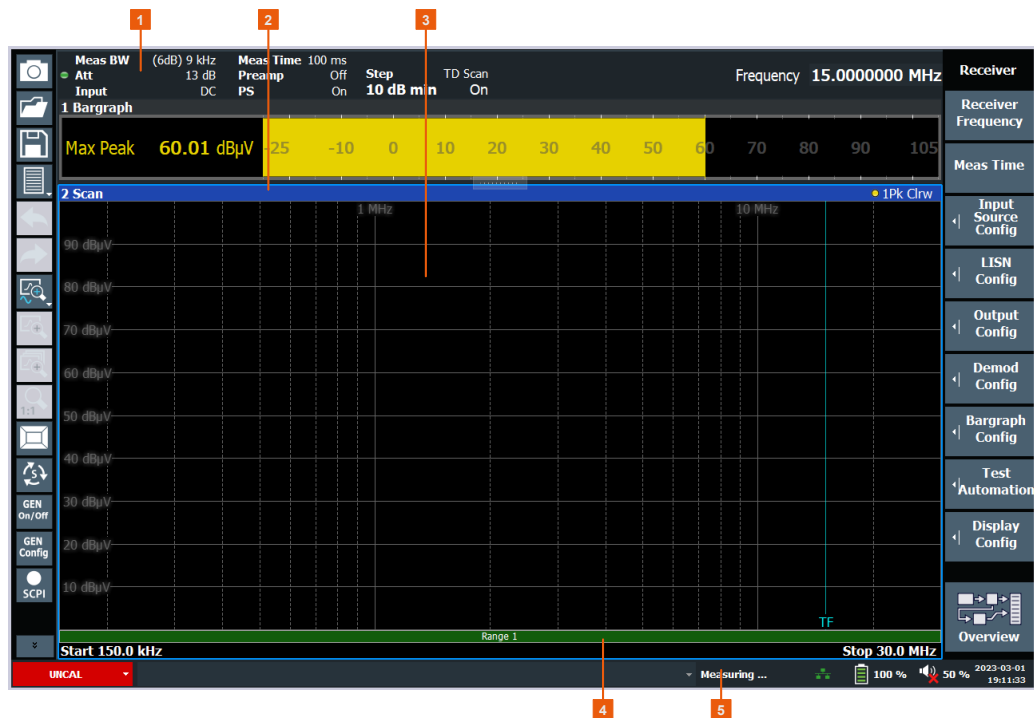 1
2
3
Meas BW (6dB) 9 kHz Meas Time 100 ms
Att 13 dB Preamp Off Step TD Scan
Input DC PS On 10 dB min On
Frequency 15.0000000 MHz
1 Bargraph
Max Peak 60.01 dBµV -25 -10 0 10 20 30 40 50 60 70 80 90 105
2 Scan 1Pk Clrw
1 MHz 10 MHz
90 dBµV
80 dBµV
70 dBµV
60 dBµV
50 dBµV
40 dBµV
30 dBµV
20 dBµV
10 dBµV
TF
Range 1
Start 150.0 kHz Stop 30.0 MHz
1:1
S
GEN
On/Off
GEN
Config
SCPI
Receiver
Receiver
Frequency
Meas Time
Input
Source
Config
LISN
Config
Output
Config
Demod
Config
Bargraph
Config
Test
Automation
Display
Config
Overview
UNCAL Measuring ... 100 % 50 % 2023-03-01
19:11:33
4
5